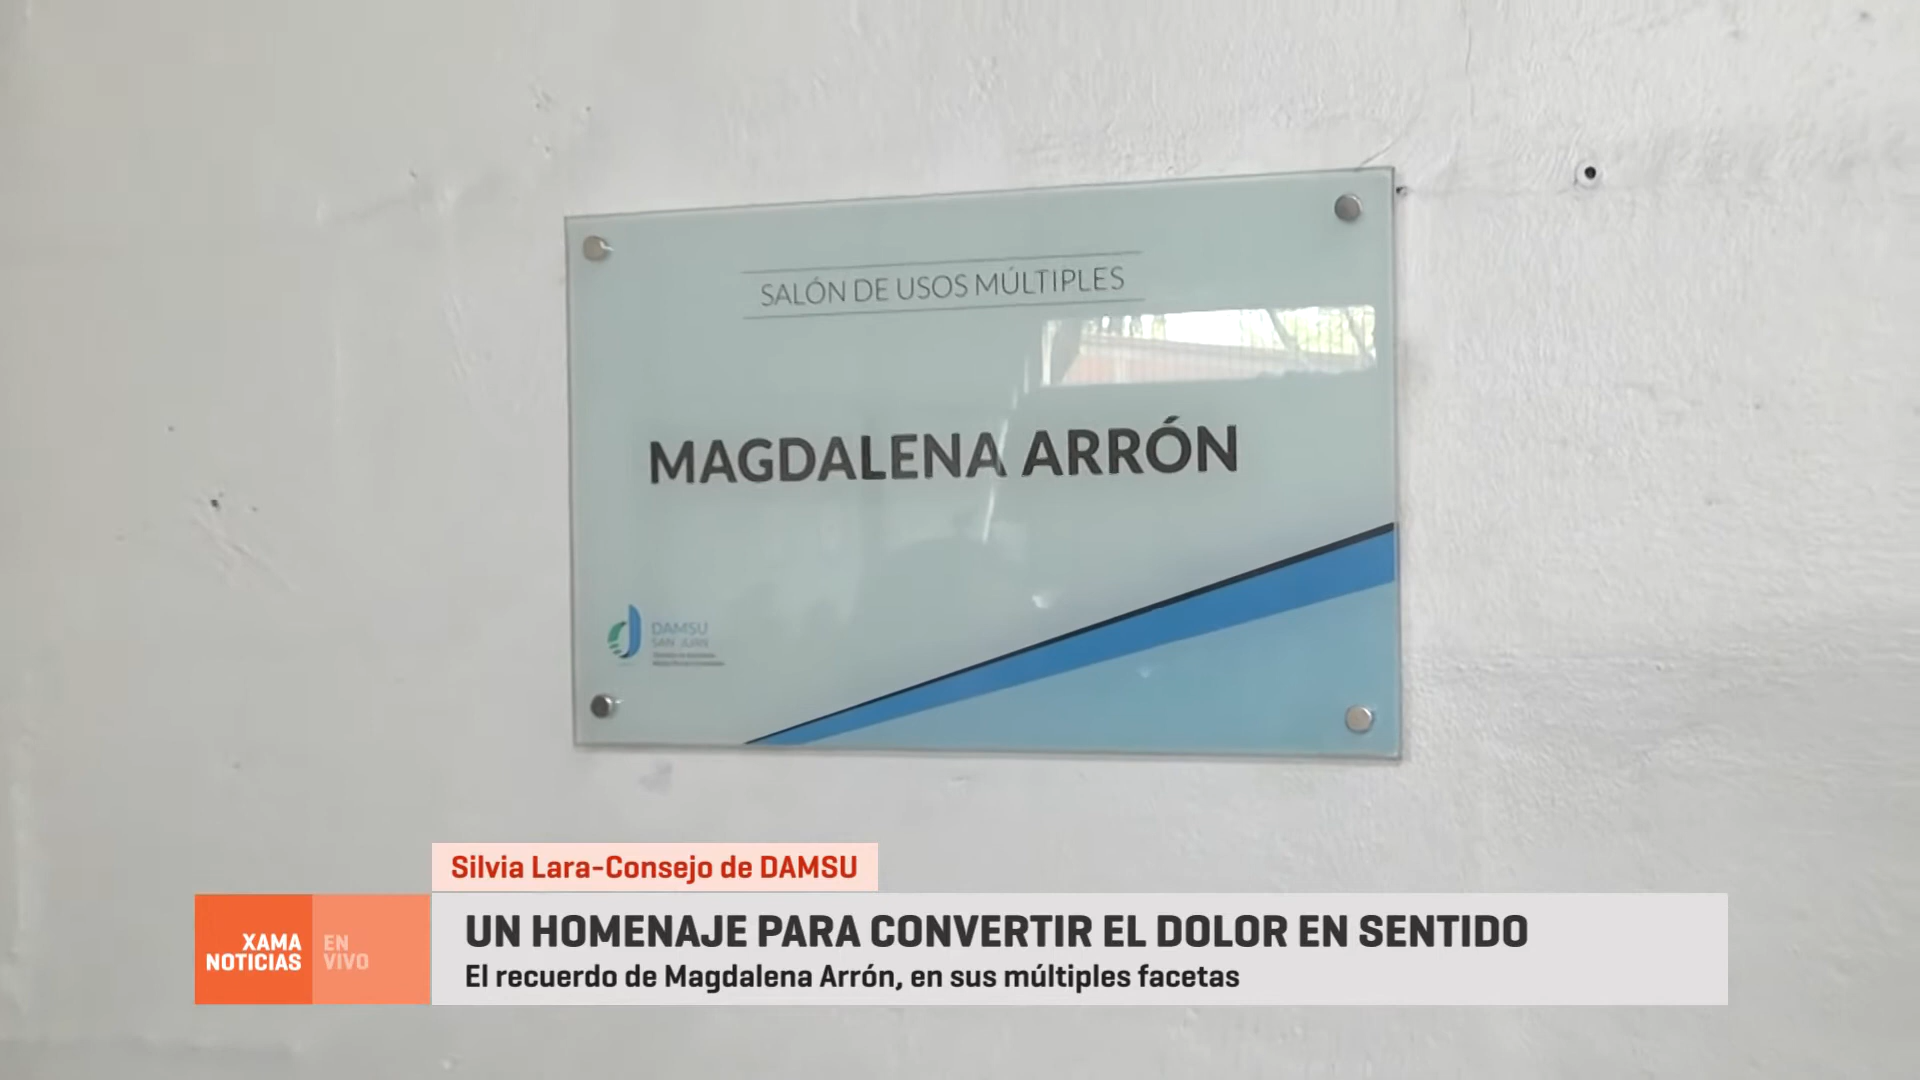 SALÓN DE USOS MÚLTIPLES
MAGDALENA ARRÓN
DAMSU
SAN JUAN
Silvia Lara-Consejo de DAMSU
XAMA
NOTICIAS
EN
VIVO
UN HOMENAJE PARA CONVERTIR EL DOLOR EN SENTIDO
El recuerdo de Magdalena Arrón, en sus múltiples facetas